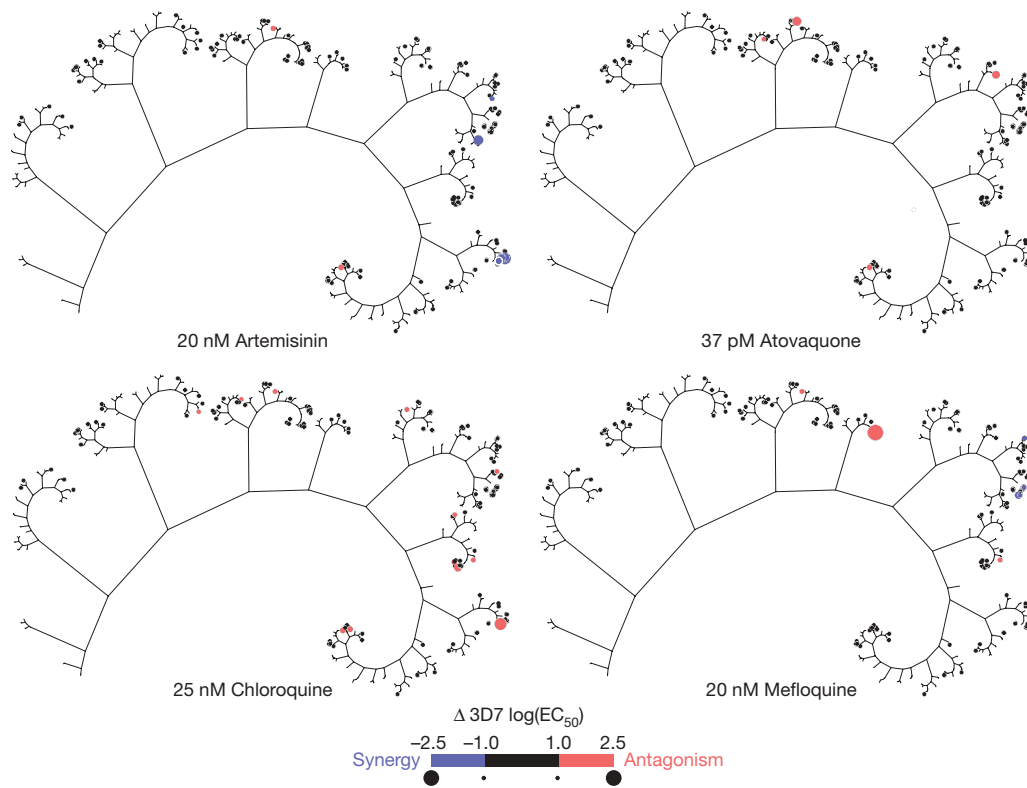 20 nM Artemisinin
37 pM Atovaquone
25 nM Chloroquine
20 nM Mefloquine
Δ 3D7 log(EC50)
−2.5 −1.0 1.0 2.5
Synergy Antagonism